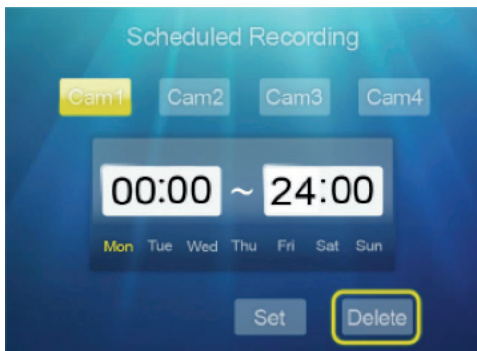 Scheduled Recording
Cam1 Cam2 Cam3 Cam4
00:00 ~ 24:00
Mon Tue Wed Thu Fri Sat Sun
Set Delete